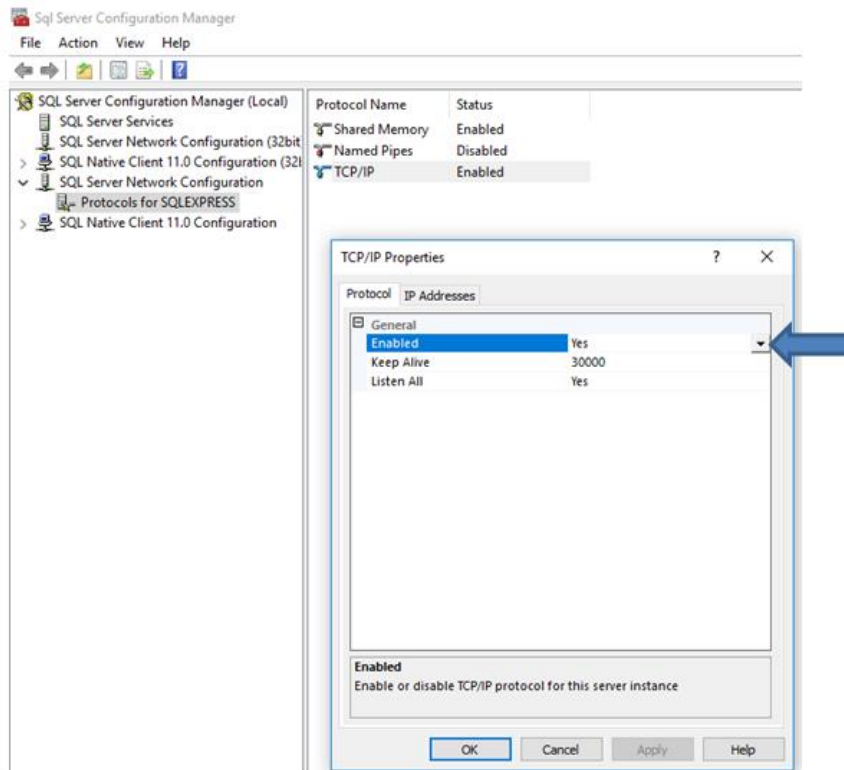 Sql Server Configuration Manager
File Action View Help
SQL Server Configuration Manager (Local)
SQL Server Services
SQL Server Network Configuration (32bit
SQL Native Client 11.0 Configuration (32
SQL Server Network Configuration
Protocols for SQLEXPRESS
SQL Native Client 11.0 Configuration
Protocol Name Status
Shared Memory Enabled
Named Pipes Disabled
TCP/IP Enabled
TCP/IP Properties
Protocol IP Addresses
General
Enabled Yes
Keep Alive 30000
Listen All Yes
Enabled
Enable or disable TCP/IP protocol for this server instance
OK Cancel Apply Help